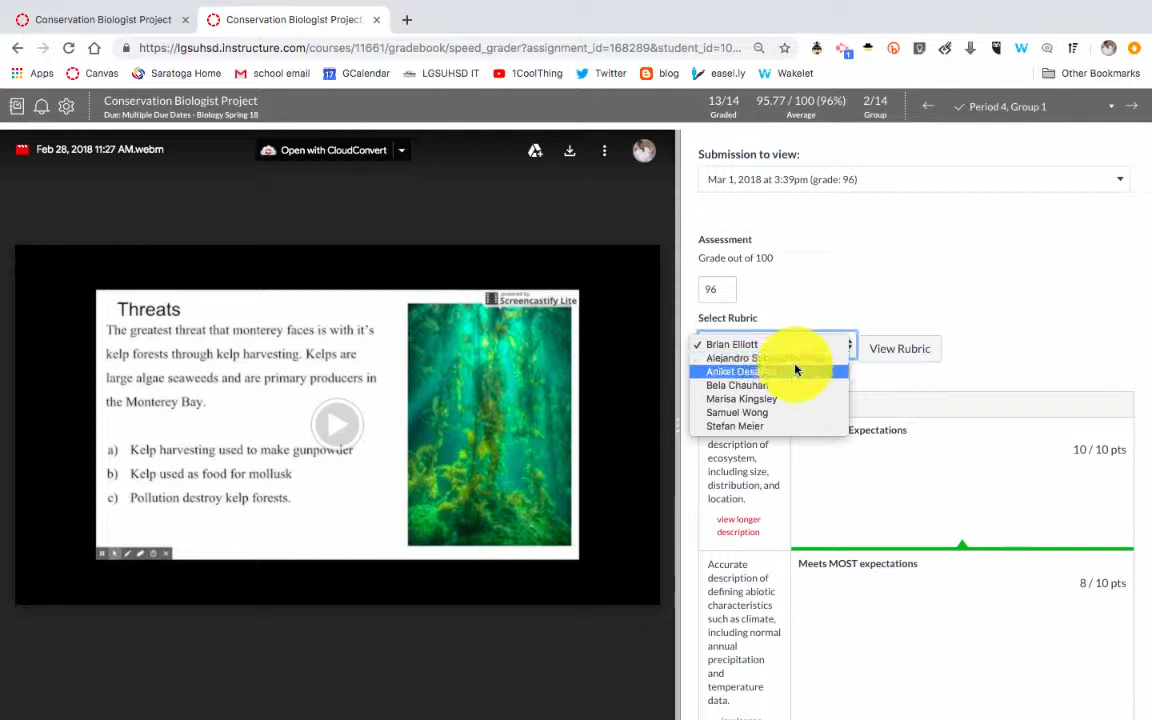 Conservation Biologist Project
Conservation Biologist Project
https://lgsuhsd.instructure.com/courses/11661/gradebook/speed_grader?assignment_id=168289&student_id=10...
Apps Canvas Saratoga Home school email GCalendar LGSUHSD IT 1CoolThing Twitter blog easel.ly Wakelet Other Bookmarks
Conservation Biologist Project
Due: Multiple Due Dates - Biology Spring 18
13/14
Graded
95.77 / 100 (96%)
Average
2/14
Group
Period 4, Group 1
Feb 28, 2018 11:27 AM.webm
Open with CloudConvert
powered by
Screencastify Lite
Threats
The greatest threat that monterey faces is with it's
kelp forests through kelp harvesting. Kelps are
large algae seaweeds and are primary producers in
the Monterey Bay.
a) Kelp harvesting used to make gunpowder
b) Kelp used as food for mollusk
c) Pollution destroy kelp forests.
Submission to view:
Mar 1, 2018 at 3:39pm (grade: 96)
Assessment
Grade out of 100
96
Select Rubric
Brian Elliott
Alejandro
Aniket
Bela Chauhan
Marisa Kingsley
Samuel Wong
Stefan Meier
View Rubric
Expectations
10 / 10 pts
description of
ecosystem,
including size,
distribution, and
location.
view longer
description
Accurate
description of
defining abiotic
characteristics
such as climate,
including normal
annual
precipitation
and
temperature
data.
Meets MOST expectations
8 / 10 pts